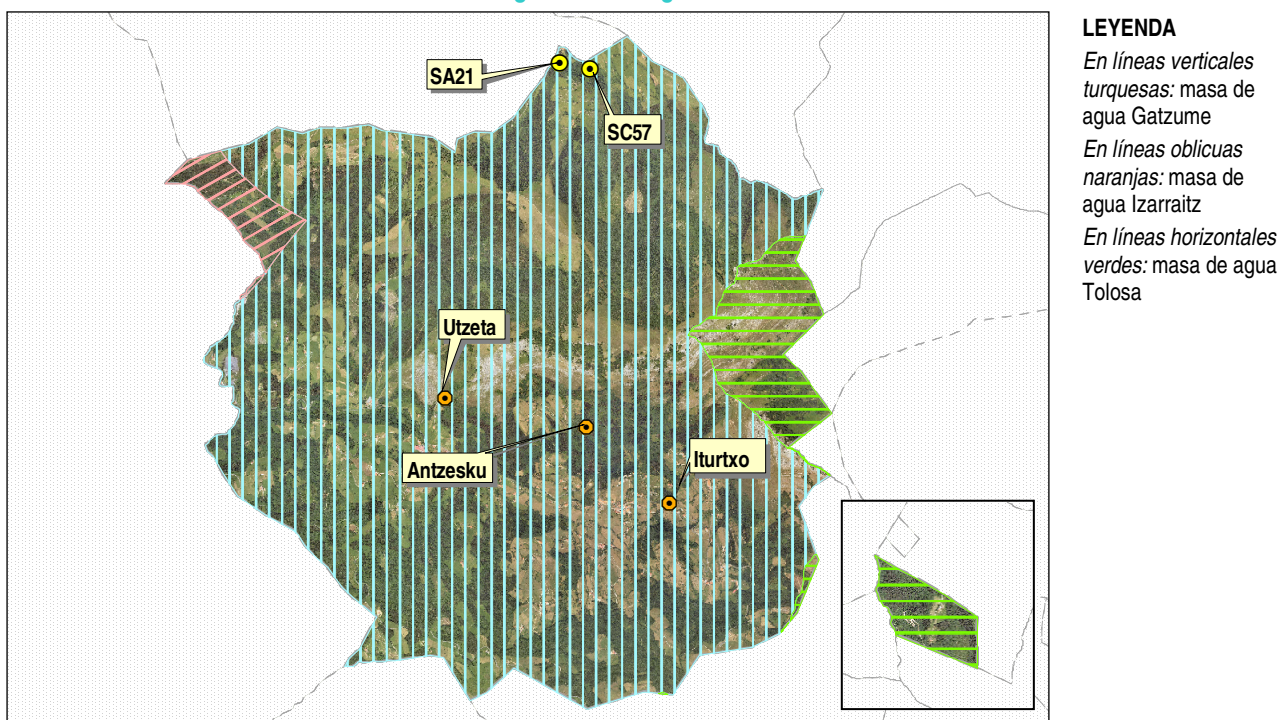 SA21
SC57
Utzeta
Antzesku
Iturtxo
LEYENDA
En líneas verticales
turquesas: masa de
agua Gatzume
En líneas oblicuas
naranjas: masa de
agua Izarraitz
En líneas horizontales
verdes: masa de agua
Tolosa